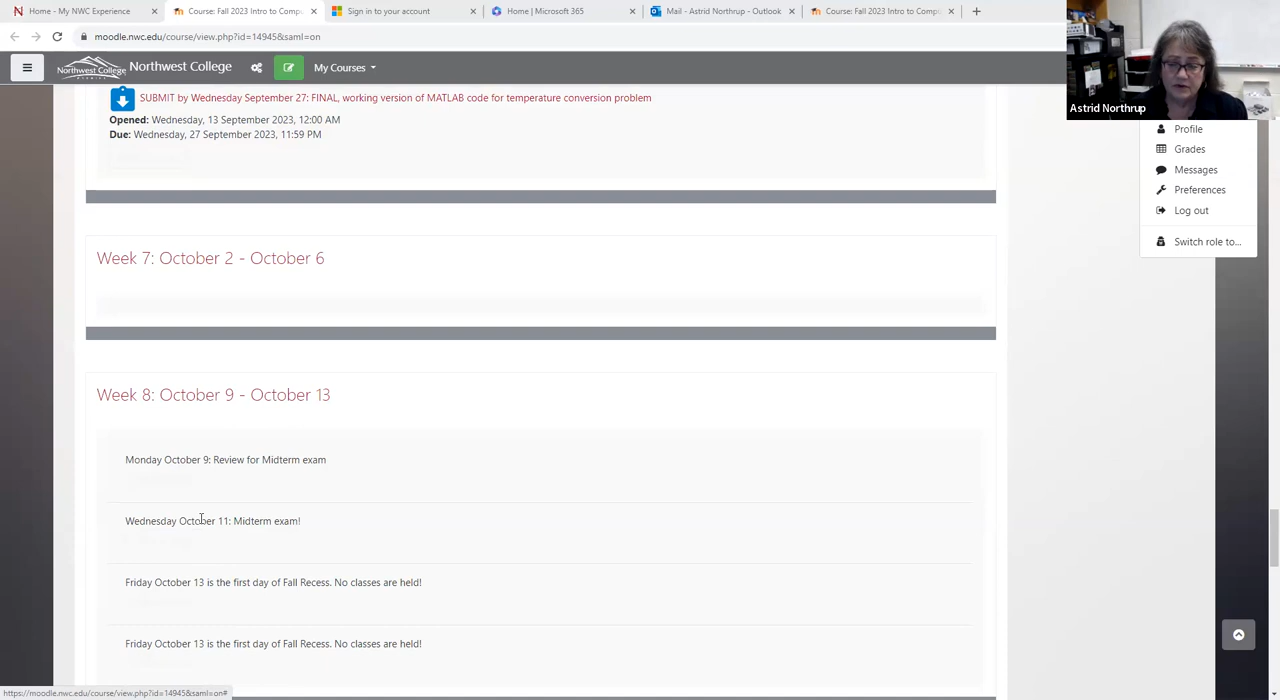 Home - My NWC Experience
Course: Fall 2023 Intro to Compu
Sign in to your account
Home | Microsoft 365
Mail - Astrid Northrup - Outlook
Course: Fall 2023 Intro to Compu
moodle.nwc.edu/course/view.php?id=14945&saml=on
Northwest College
Northwest College
My Courses
SUBMIT by Wednesday September 27: FINAL, working version of MATLAB code for temperature conversion problem
Opened: Wednesday, 13 September 2023, 12:00 AM
Due: Wednesday, 27 September 2023, 11:59 PM
Astrid Northrup
Profile
Grades
Messages
Preferences
Log out
Switch role to...
Week 7: October 2 - October 6
Week 8: October 9 - October 13
Monday October 9: Review for Midterm exam
Wednesday October 11: Midterm exam!
Friday October 13 is the first day of Fall Recess. No classes are held!
Friday October 13 is the first day of Fall Recess. No classes are held!
https://moodle.nwc.edu/course/view.php?id=14945&saml=on#